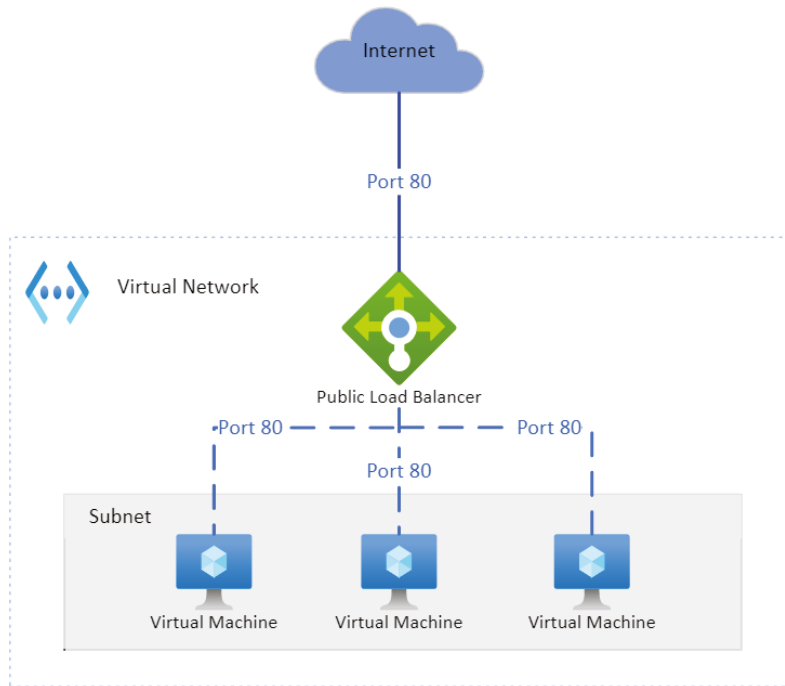 Internet
Port 80
Virtual Network
Public Load Balancer
Port 80
Port 80
Port 80
Subnet
Virtual Machine
Virtual Machine
Virtual Machine